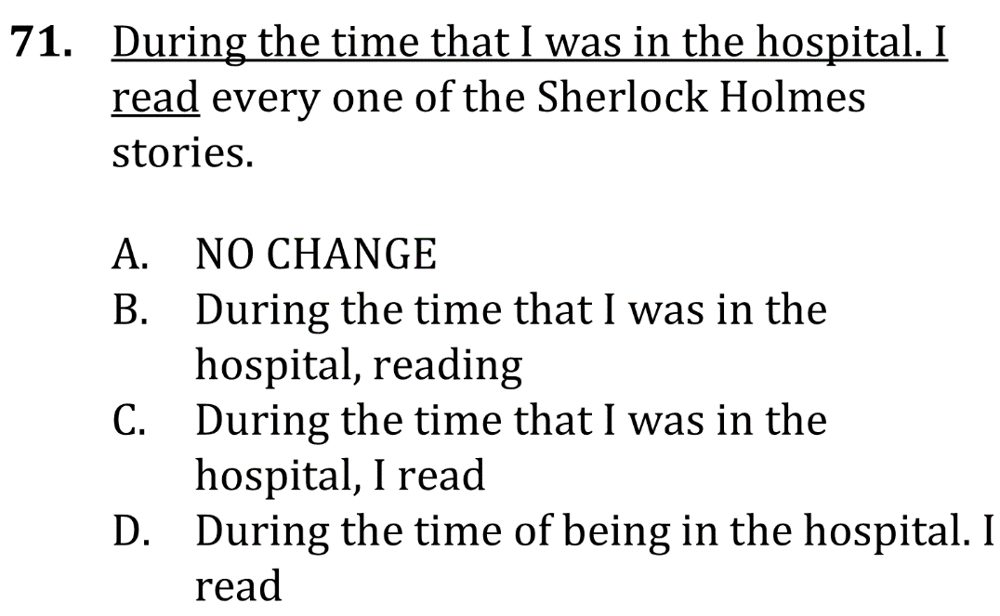 71. During the time that I was in the hospital. I
read every one of the Sherlock Holmes
stories.
A. NO CHANGE
B. During the time that I was in the
hospital, reading
C. During the time that I was in the
hospital, I read
D. During the time of being in the hospital. I
read